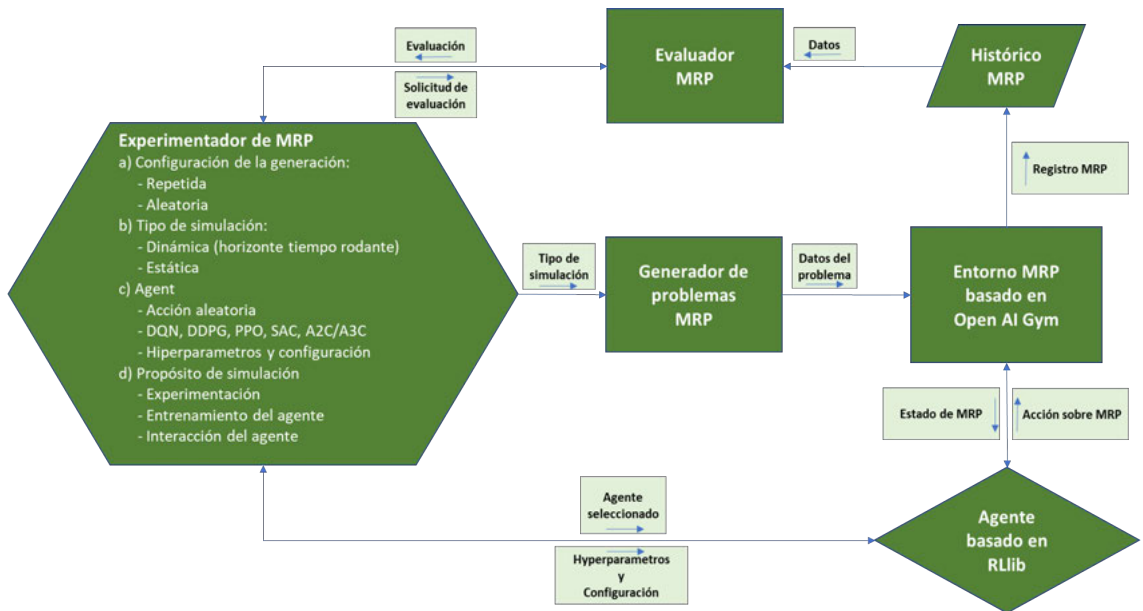 Evaluación
Solicitud de
evaluación
Evaluador
MRP
Datos
Histórico
MRP
Experimentador de MRP
a) Configuración de la generación:
- Repetida
- Aleatoria
b) Tipo de simulación:
- Dinámica (horizonte tiempo rodante)
- Estática
c) Agent
- Acción aleatoria
- DQN, DDPG, PPO, SAC, A2C/A3C
- Hiperparametros y configuración
d) Propósito de simulación
- Experimentación
- Entrenamiento del agente
- Interacción del agente
Registro MRP
Tipo de
simulación
Generador de
problemas
MRP
Datos del
problema
Entorno MRP
basado en
Open AI Gym
Estado de MRP
Acción sobre MRP
Agente
seleccionado
Hyperparametros
y
Configuración
Agente
basado en
RLlib